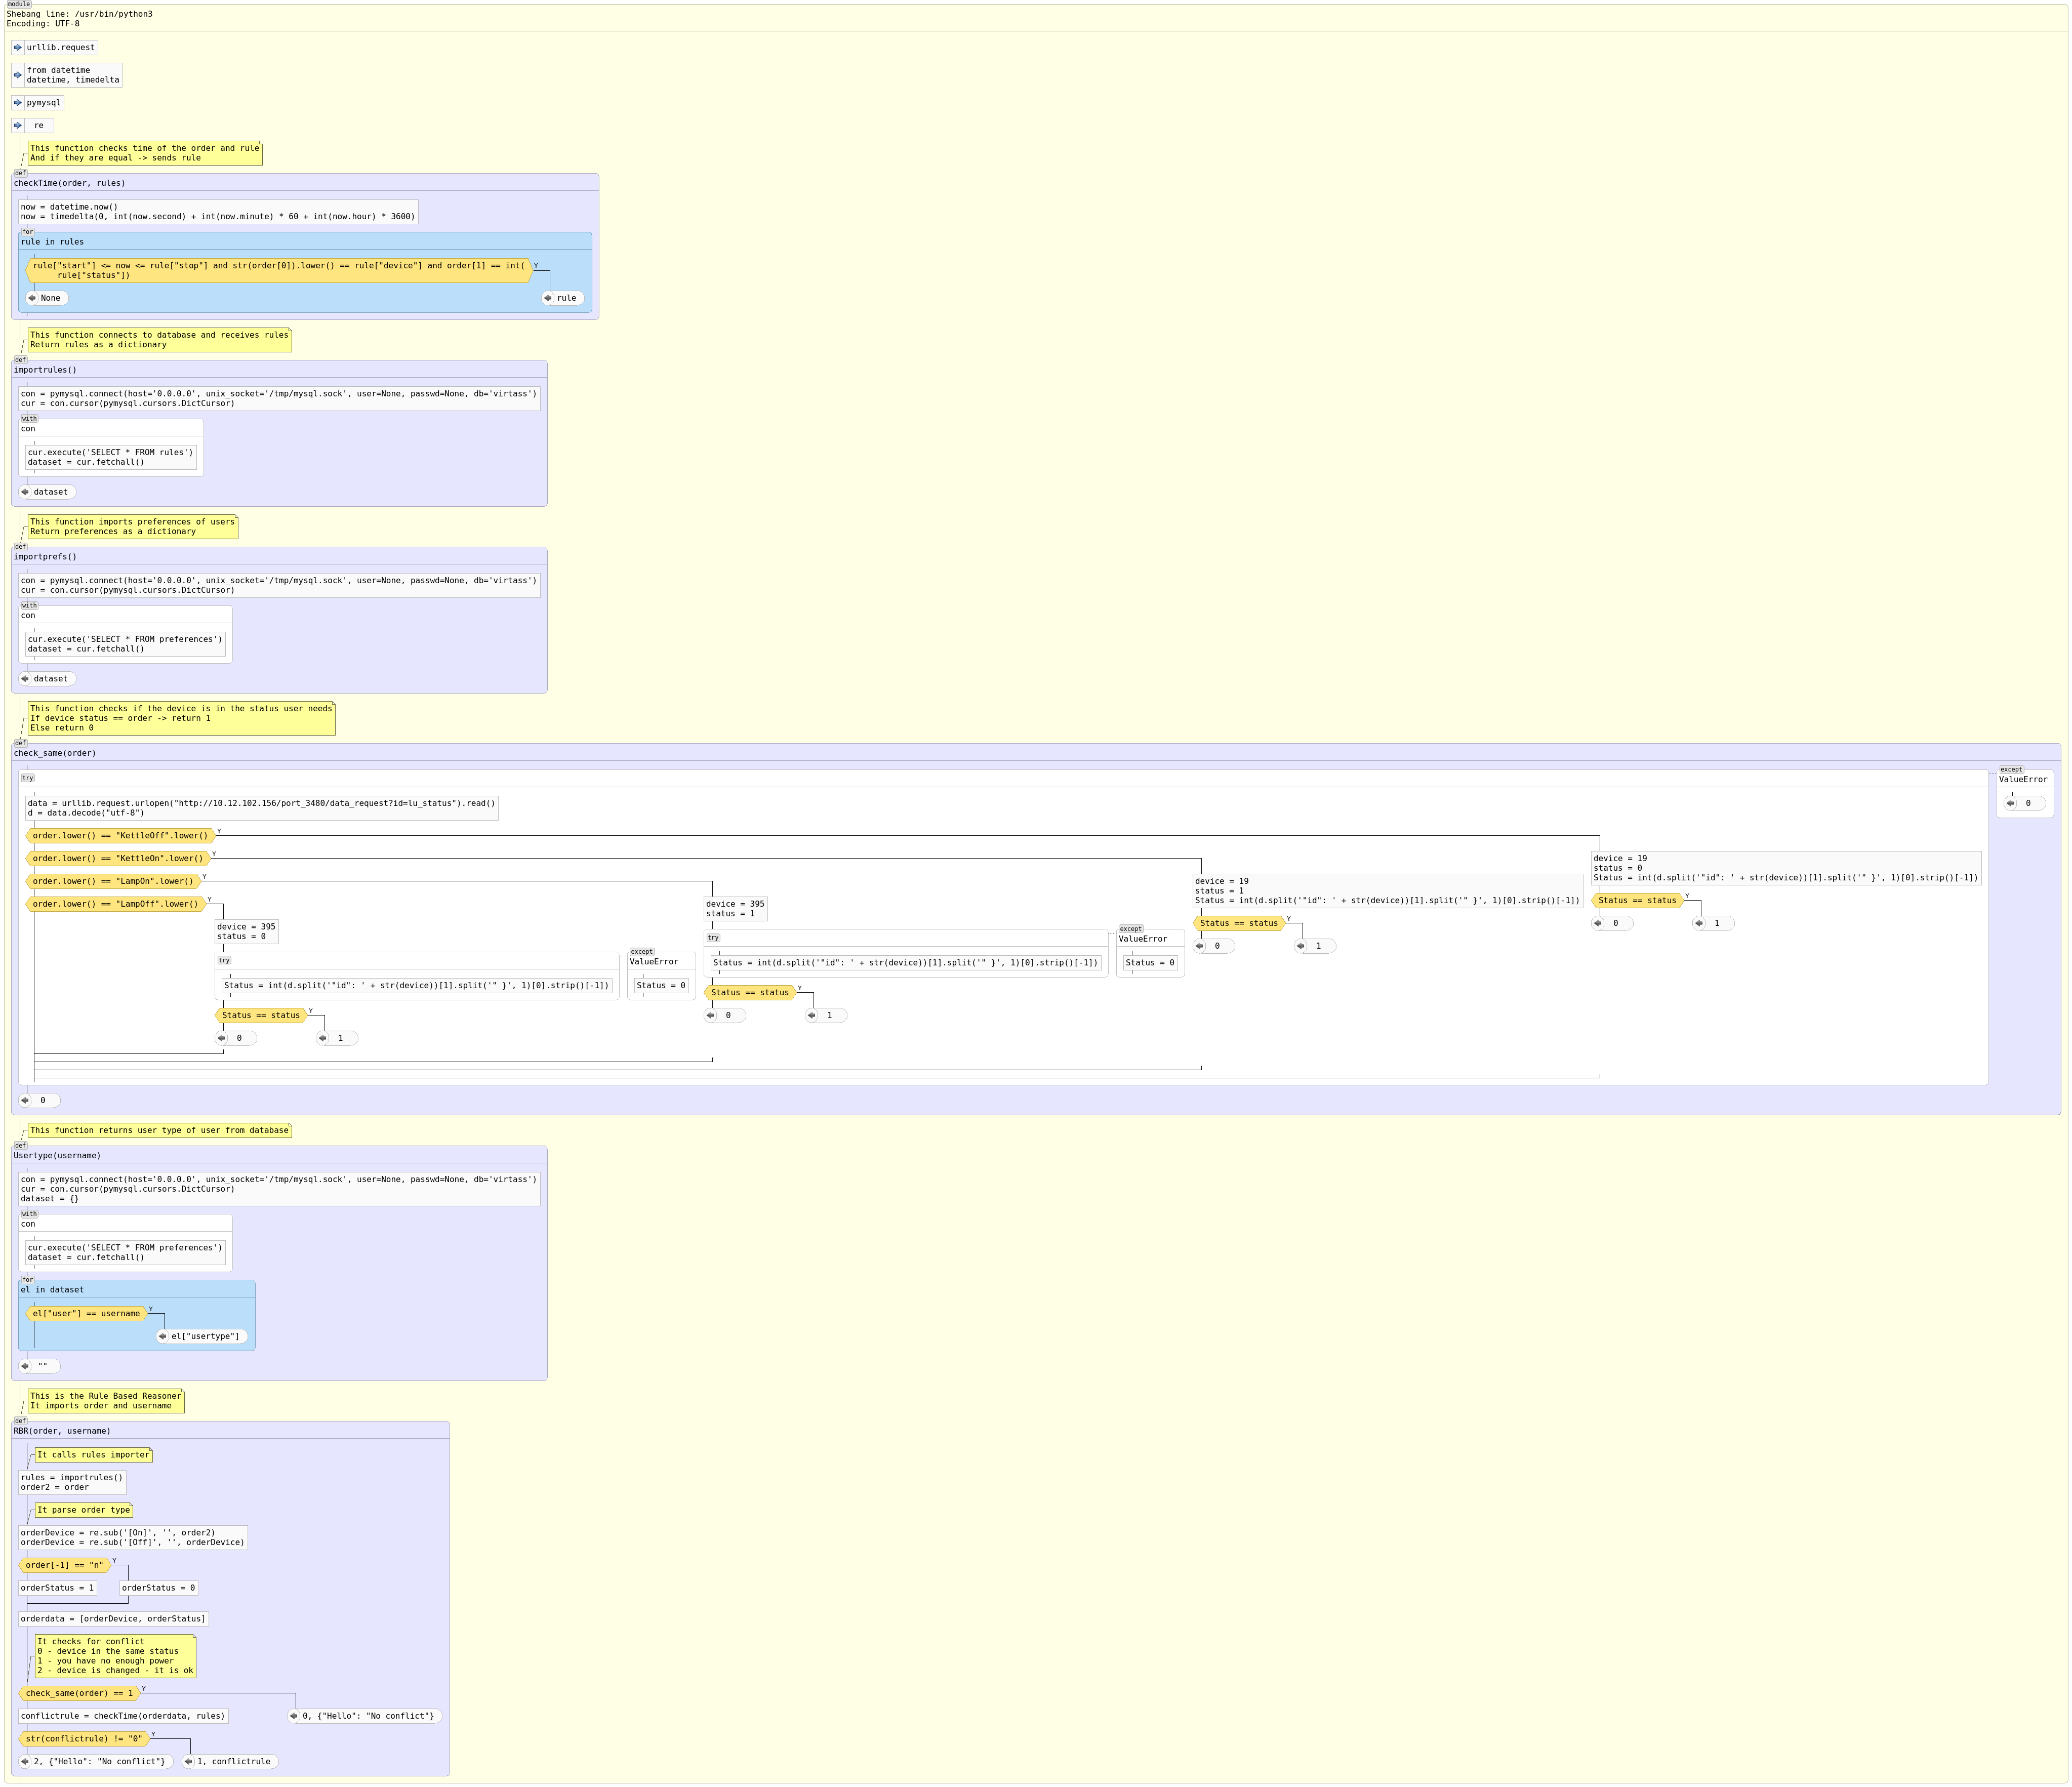 module
Shebang line: /usr/bin/python3
Encoding: UTF-8
urllib.request
from datetime
datetime, timedelta
pymysql
re
This function checks time of the order and rule
And if they are equal -> sends rule
def
checkTime(order, rules)
now = datetime.now()
now = timedelta(0, int(now.second) + int(now.minute) * 60 + int(now.hour) * 3600)
for
rule in rules
rule["start"] <= now <= rule["stop"] and str(order[0]).lower() == rule["device"] and order[1] == int(
rule["status"])
Y
None
rule
This function connects to database and receives rules
Return rules as a dictionary
def
importrules()
con = pymysql.connect(host='0.0.0.0', unix_socket='/tmp/mysql.sock', user=None, passwd=None, db='virtass')
cur = con.cursor(pymysql.cursors.DictCursor)
with
con
cur.execute('SELECT * FROM rules')
dataset = cur.fetchall()
dataset
This function imports preferences of users
Return preferences as a dictionary
def
importprefs()
con = pymysql.connect(host='0.0.0.0', unix_socket='/tmp/mysql.sock', user=None, passwd=None, db='virtass')
cur = con.cursor(pymysql.cursors.DictCursor)
with
con
cur.execute('SELECT * FROM preferences')
dataset = cur.fetchall()
dataset
This function checks if the device is in the status user needs
If device status == order -> return 1
Else return 0
def
check_same(order)
try
data = urllib.request.urlopen("http://10.12.102.156/port_3480/data_request?id=lu_status").read()
d = data.decode("utf-8")
order.lower() == "KettleOff".lower()
Y
order.lower() == "KettleOn".lower()
Y
order.lower() == "LampOn".lower()
Y
order.lower() == "LampOff".lower()
Y
device = 395
status = 0
try
Status = int(d.split('"id": ' + str(device))[1].split('" }', 1)[0].strip()[-1])
except
ValueError
Status = 0
Status == status
Y
0
1
device = 395
status = 1
try
Status = int(d.split('"id": ' + str(device))[1].split('" }', 1)[0].strip()[-1])
except
ValueError
Status = 0
Status == status
Y
0
1
device = 19
status = 1
Status = int(d.split('"id": ' + str(device))[1].split('" }', 1)[0].strip()[-1])
Status == status
Y
0
1
device = 19
status = 0
Status = int(d.split('"id": ' + str(device))[1].split('" }', 1)[0].strip()[-1])
Status == status
Y
0
1
except
ValueError
0
0
This function returns user type of user from database
def
Usertype(username)
con = pymysql.connect(host='0.0.0.0', unix_socket='/tmp/mysql.sock', user=None, passwd=None, db='virtass')
cur = con.cursor(pymysql.cursors.DictCursor)
dataset = {}
with
con
cur.execute('SELECT * FROM preferences')
dataset = cur.fetchall()
for
el in dataset
el["user"] == username
Y
el["usertype"]
""
This is the Rule Based Reasoner
It imports order and username
def
RBR(order, username)
It calls rules importer
rules = importrules()
order2 = order
It parse order type
orderDevice = re.sub('[On]', '', order2)
orderDevice = re.sub('[Off]', '', orderDevice)
order[-1] == "n"
Y
orderStatus = 1
orderStatus = 0
orderdata = [orderDevice, orderStatus]
It checks for conflict
0 - device in the same status
1 - you have no enough power
2 - device is changed - it is ok
check_same(order) == 1
Y
conflictrule = checkTime(orderdata, rules)
0, {"Hello": "No conflict"}
str(conflictrule) != "0"
Y
2, {"Hello": "No conflict"}
1, conflictrule